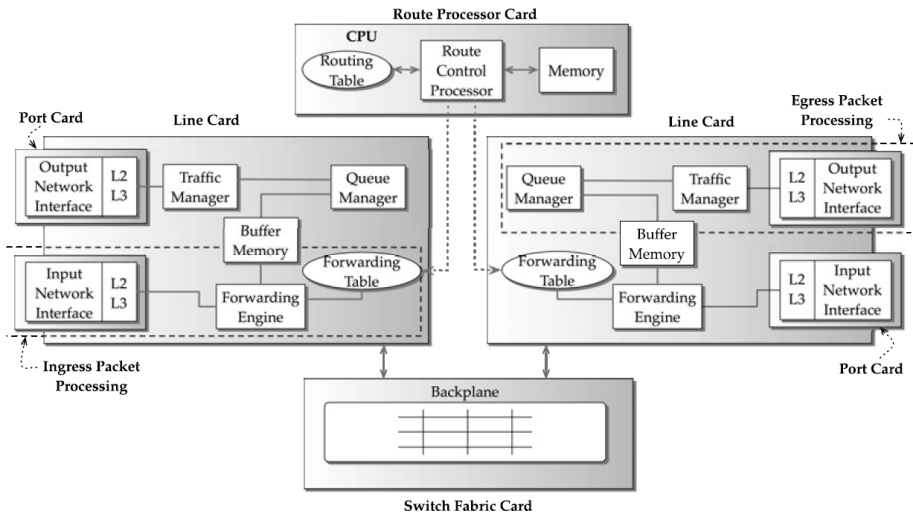 Route Processor Card
CPU
Routing
Table
Route
Control
Processor
Memory
Port Card
Line Card
Output
Network
Interface
L2
L3
Traffic
Manager
Queue
Manager
Buffer
Memory
Input
Network
Interface
L2
L3
Forwarding
Table
Forwarding
Engine
Ingress Packet
Processing
Line Card
Egress Packet
Processing
Queue
Manager
Traffic
Manager
L2
L3
Output
Network
Interface
Buffer
Memory
Forwarding
Table
Forwarding
Engine
L2
L3
Input
Network
Interface
Port Card
Backplane
Switch Fabric Card